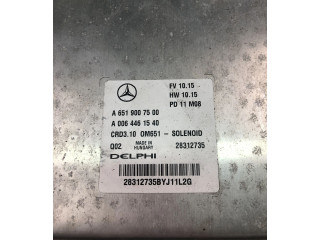 FV 10.15
HW 10.15
PD 11 M08
A 651 900 75 00
A 006 446 15 40
CRD3.10 OM651 - SOLENOID
Q02 MADE IN HUNGARY 28312735
DELPHI
28312735BYJ11L2G